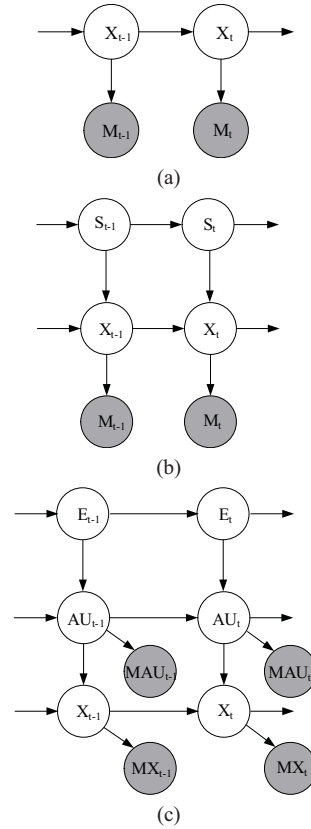 X_{t-1} X_t
M_{t-1} M_t
(a)
S_{t-1} S_t
X_{t-1} X_t
M_{t-1} M_t
(b)
E_{t-1} E_t
AU_{t-1} AU_t
MAU_{t-1} MAU_t
X_{t-1} X_t
MX_{t-1} MX_t
(c)